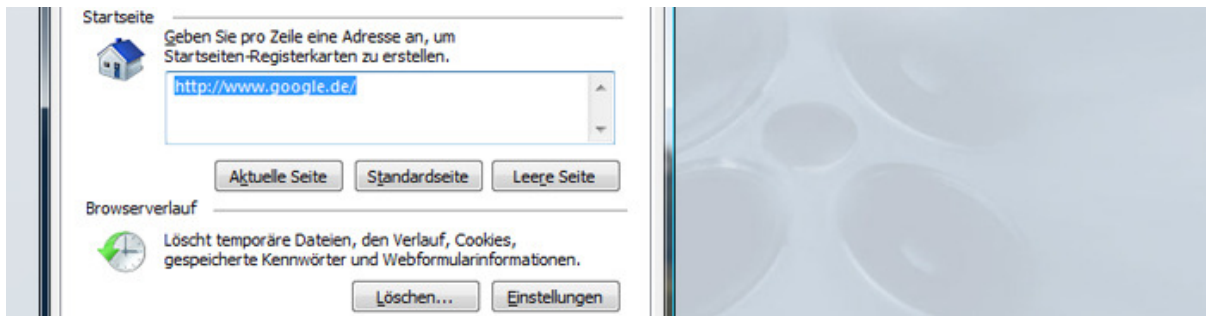 Startseite
Geben Sie pro Zeile eine Adresse an, um
Startseiten-Registerkarten zu erstellen.
http://www.google.de/
Aktuelle Seite Standardseite Leere Seite
Browserverlauf
Löscht temporäre Dateien, den Verlauf, Cookies,
gespeicherte Kennwörter und Webformularinformationen.
Löschen... Einstellungen